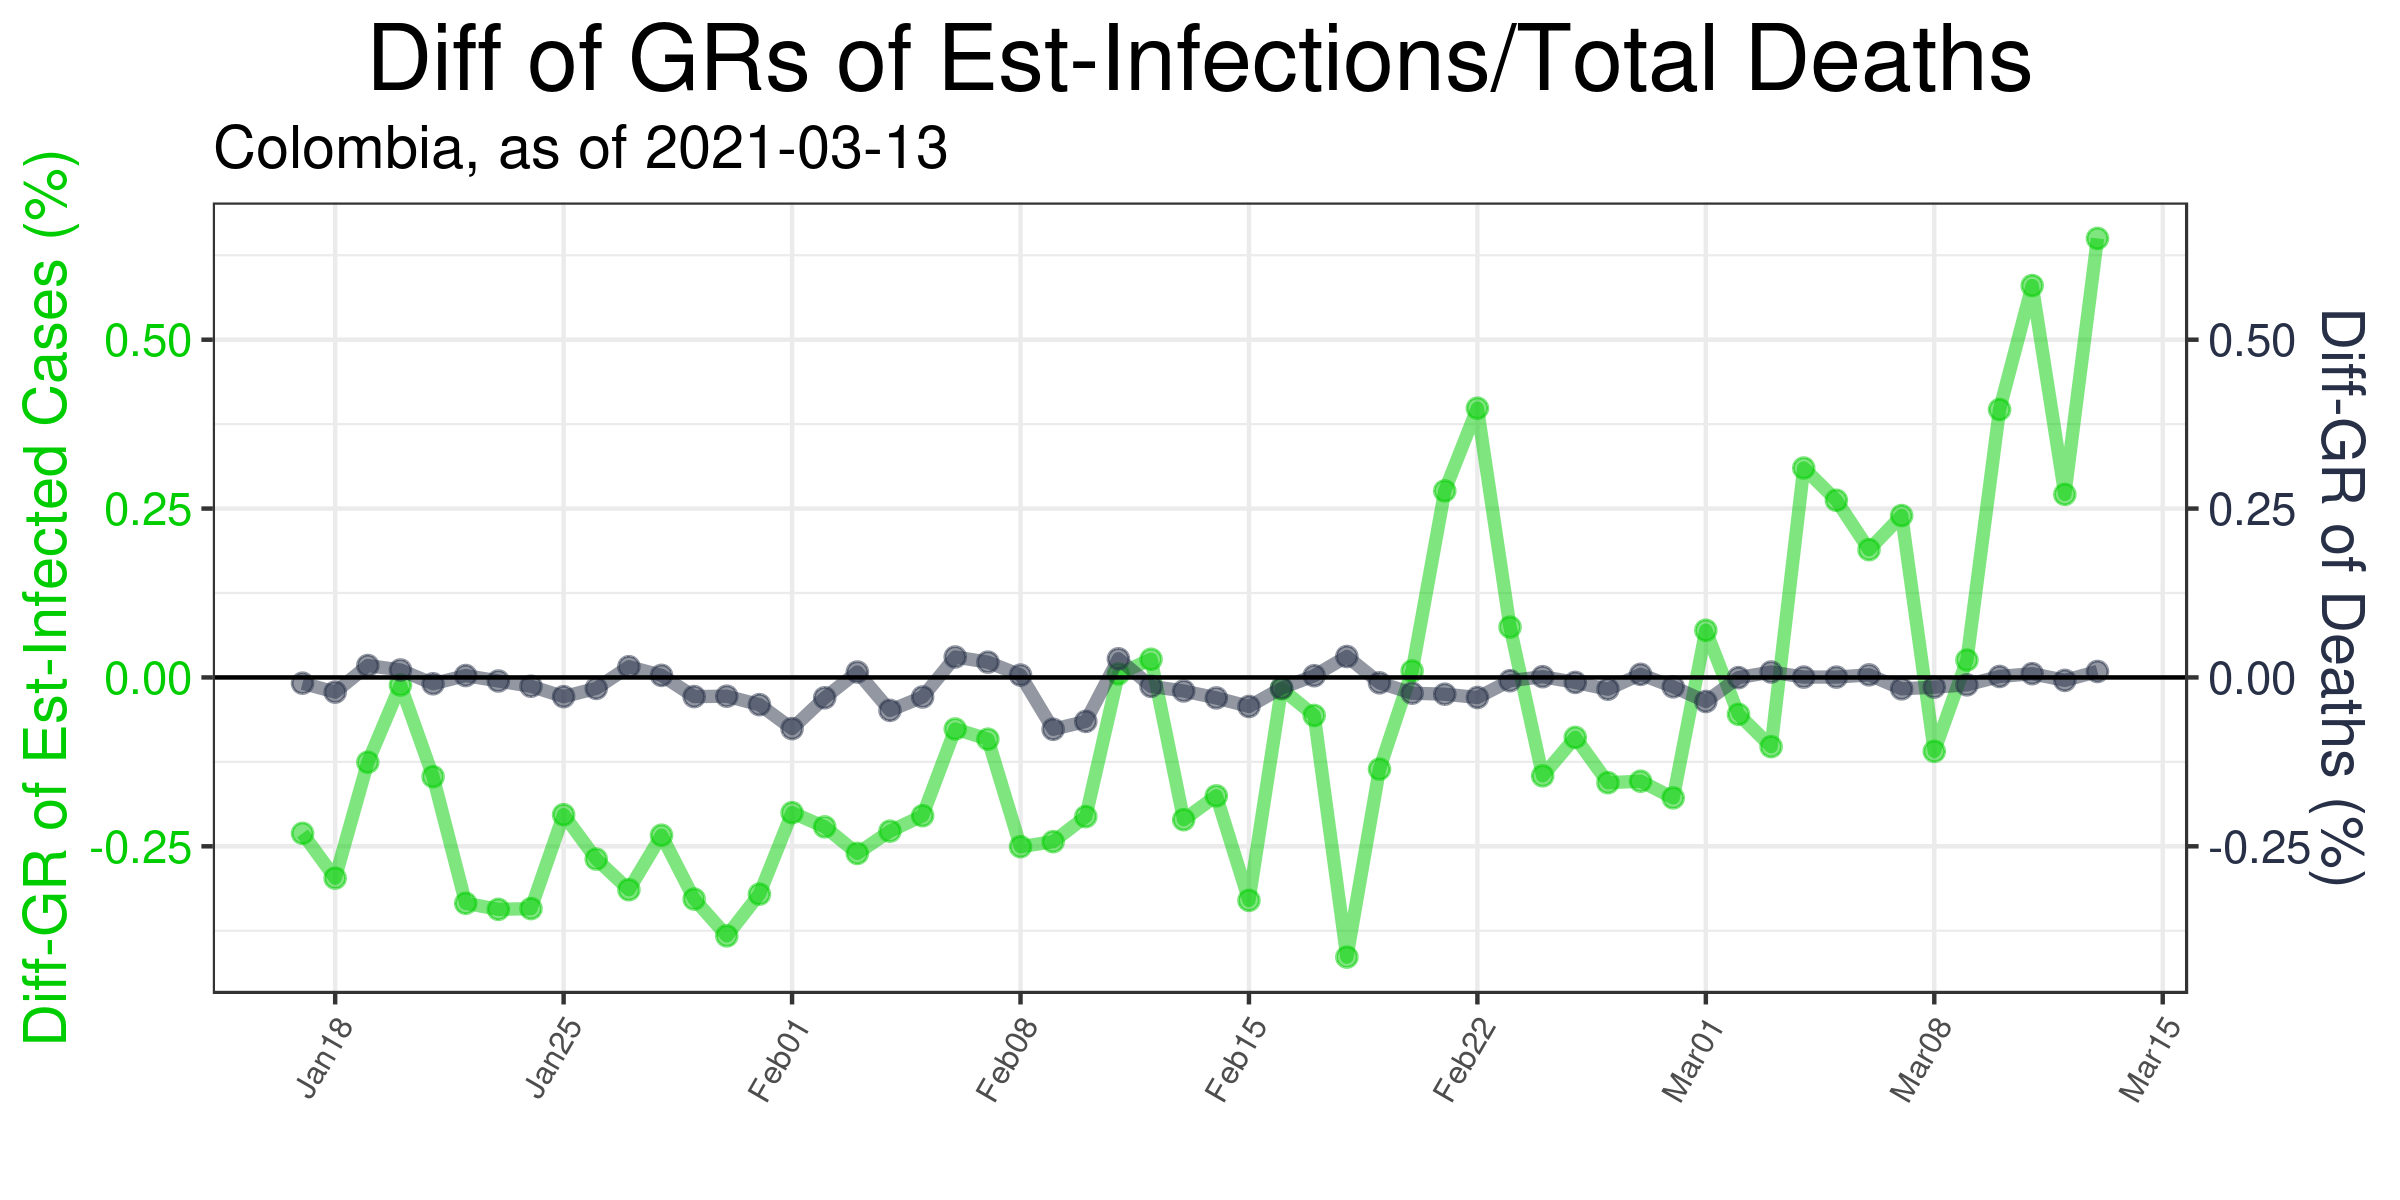 Diff of GRs of Est-Infections/Total Deaths
Colombia, as of 2021-03-13
Diff-GR of Est-Infected Cases (%)
0.50
0.25
0.00
-0.25
0.50
0.25
0.00
-0.25
Diff-GR of Deaths (%)
Jan18
Jan25
Feb01
Feb08
Feb15
Feb22
Mar01
Mar08
Mar15